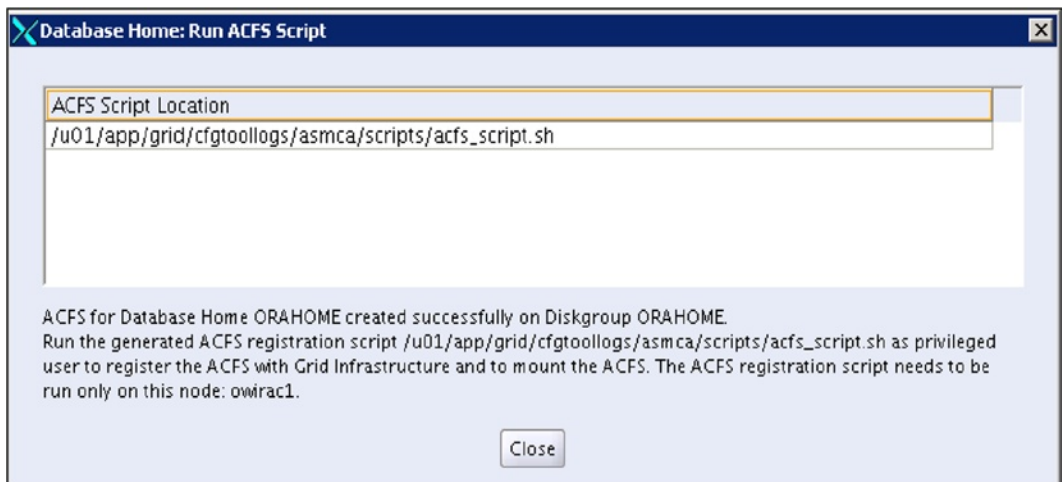 Database Home: Run ACFS Script
ACFS Script Location
/u01/app/grid/cfgtoollogs/asmca/scripts/acfs_script.sh
ACFS for Database Home ORAHOME created successfully on Diskgroup ORAHOME.
Run the generated ACFS registration script /u01/app/grid/cfgtoollogs/asmca/scripts/acfs_script.sh as privileged
user to register the ACFS with Grid Infrastructure and to mount the ACFS. The ACFS registration script needs to be
run only on this node: owirac1.
Close